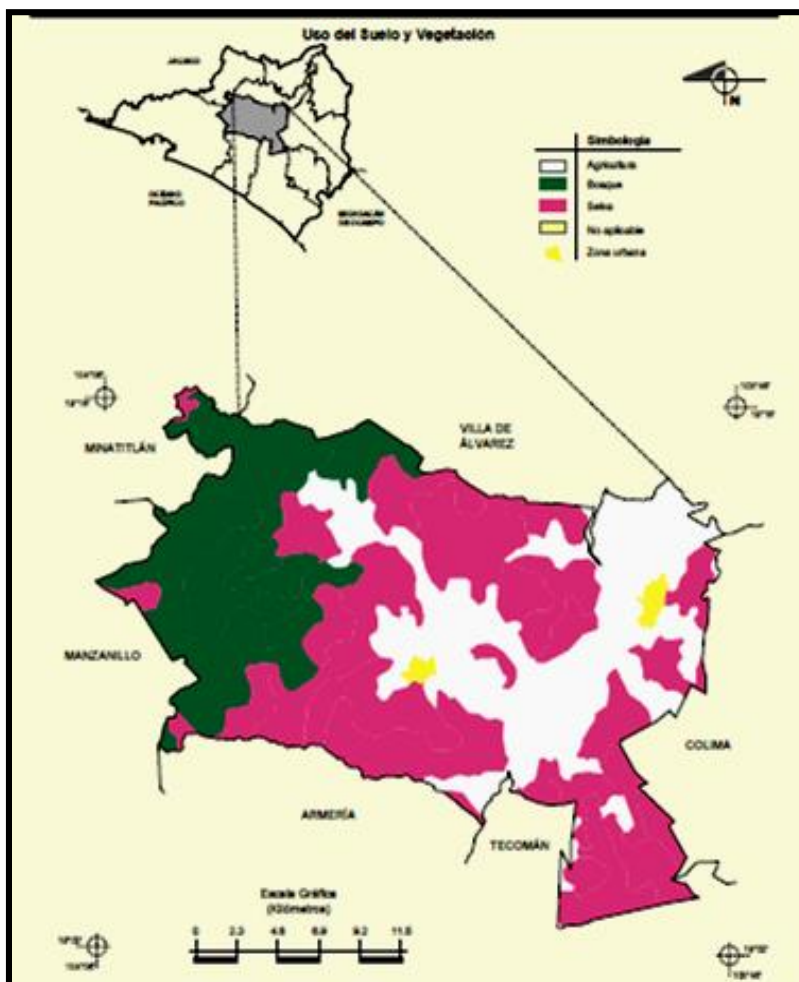 Uso del Suelo y Vegetación
JALISCO
N
OCÉANO
PACÍFICO
MICHOACÁN
DE OCAMPO
Simbología
Agricultura
Bosque
Selva
No aplicable
Zona urbana
MINATITLÁN
VILLA DE
ÁLVAREZ
MANZANILLO
COLIMA
ARMERÍA
TECOMÁN
Escala Gráfica
(Kilómetros)
0 2.3 4.6 6.9 9.2 11.5